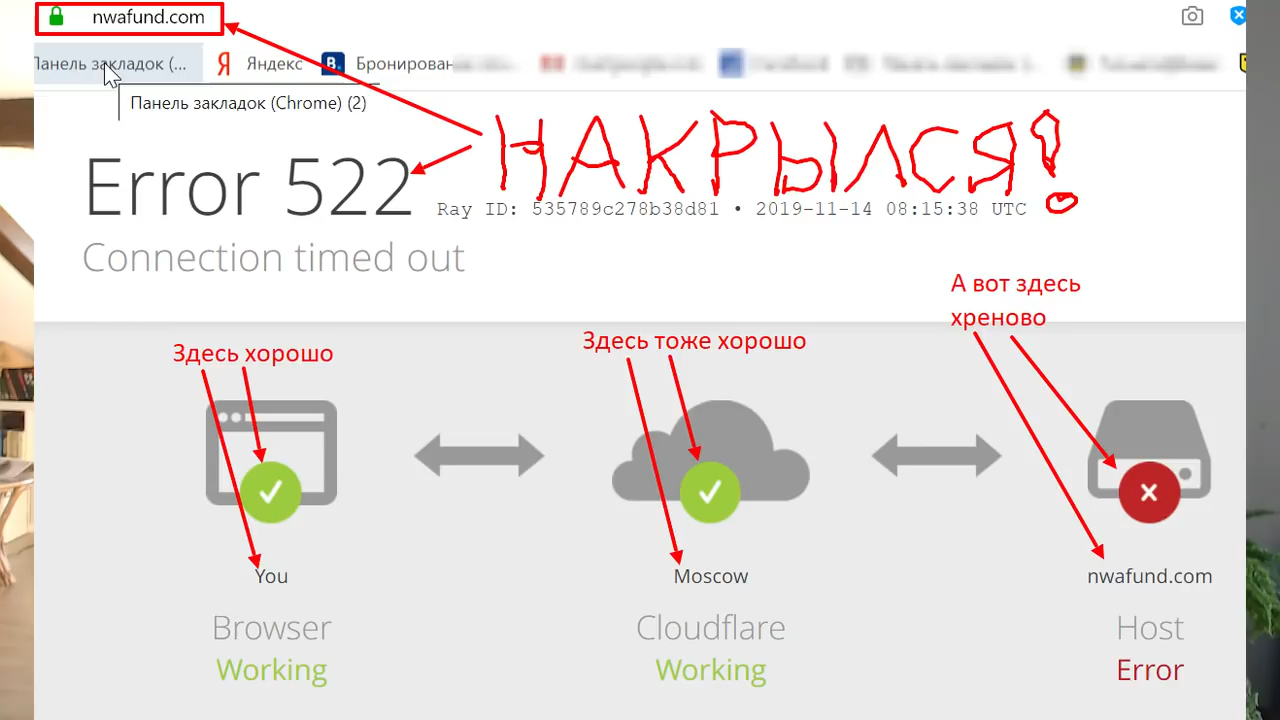 nwafund.com
Панель закладок (...
Яндекс
B.
Бронирован
Панель закладок (Chrome) (2)
НАКРЫЛСЯ!
Error 522
Ray ID: 535789c278b38d81 • 2019-11-14 08:15:38 UTC
Connection timed out
А вот здесь
хреново
Здесь хорошо
Здесь тоже хорошо
You
Moscow
nwafund.com
Browser
Cloudflare
Host
Working
Working
Error